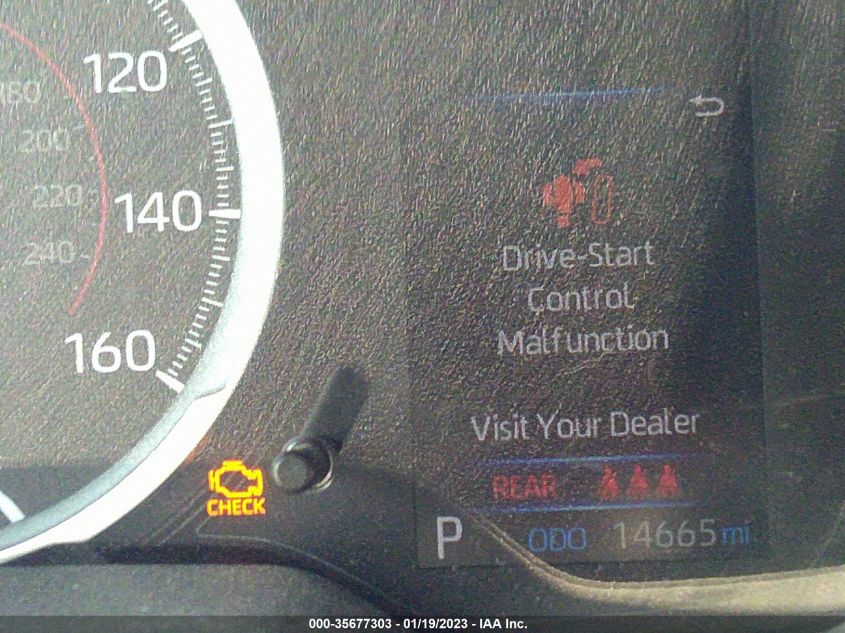 120
180
200
220
140
240
160
Drive-Start
Control
Malfunction
Visit Your Dealer
CHECK
REAR
P ODO 14665 mi
000-35677303 - 01/19/2023 - IAA Inc.